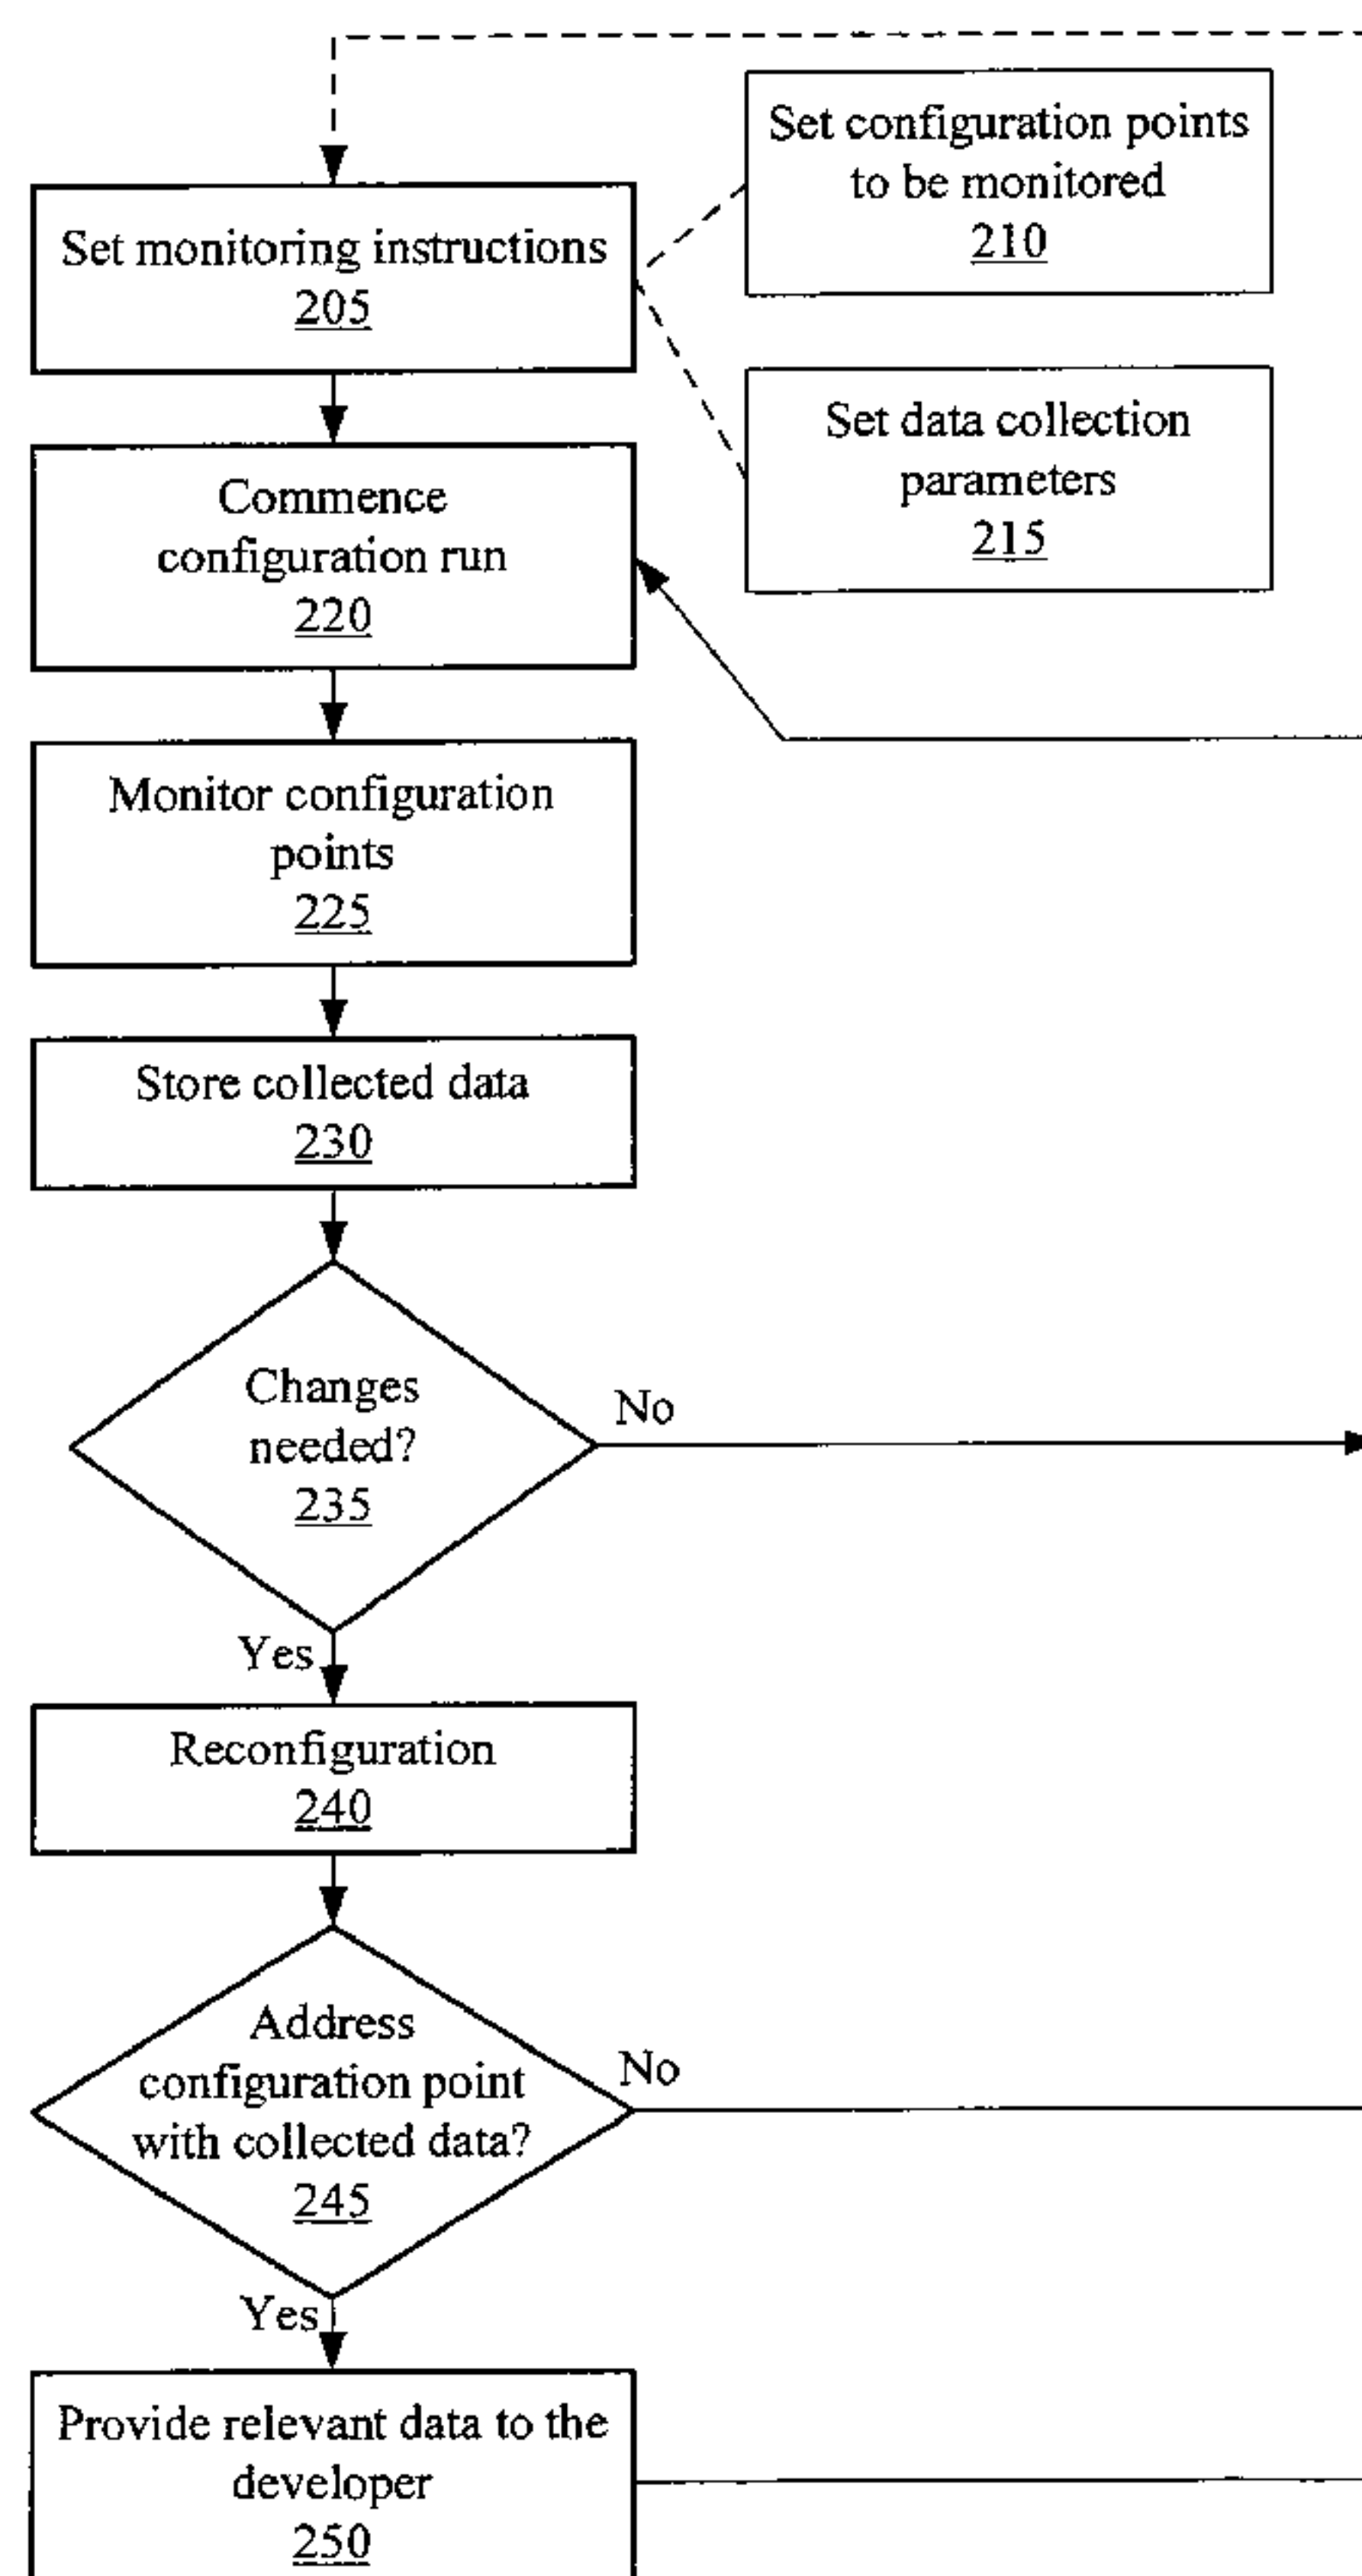 Set configuration points
to be monitored
210
Set monitoring instructions
205
Set data collection
parameters
215
Commence
configuration run
220
Monitor configuration
points
225
Store collected data
230
Changes
needed?
235
No
Yes
Reconfiguration
240
Address
configuration point
with collected data?
245
No
Yes
Provide relevant data to the
developer
250